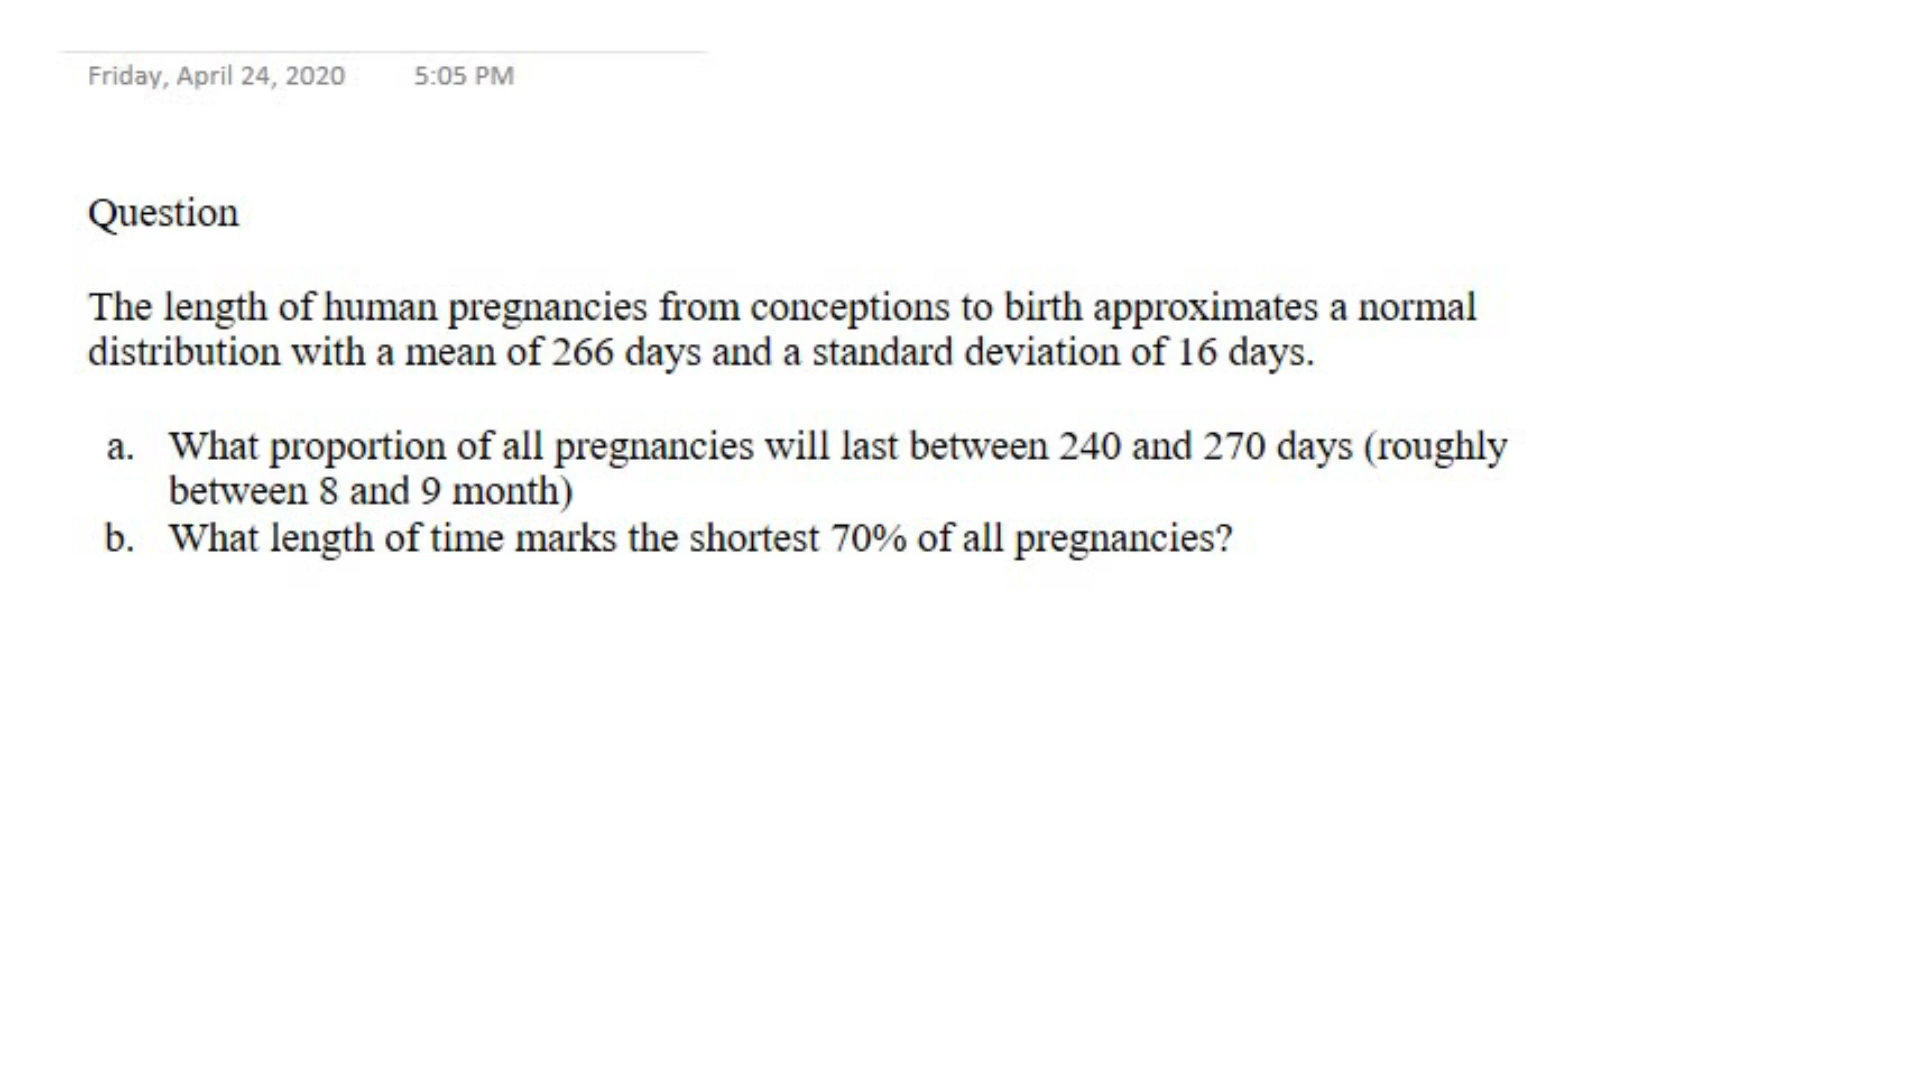 Friday, April 24, 2020 5:05 PM
Question
The length of human pregnancies from conceptions to birth approximates a normal
distribution with a mean of 266 days and a standard deviation of 16 days.
a. What proportion of all pregnancies will last between 240 and 270 days (roughly
between 8 and 9 month)
b. What length of time marks the shortest 70% of all pregnancies?